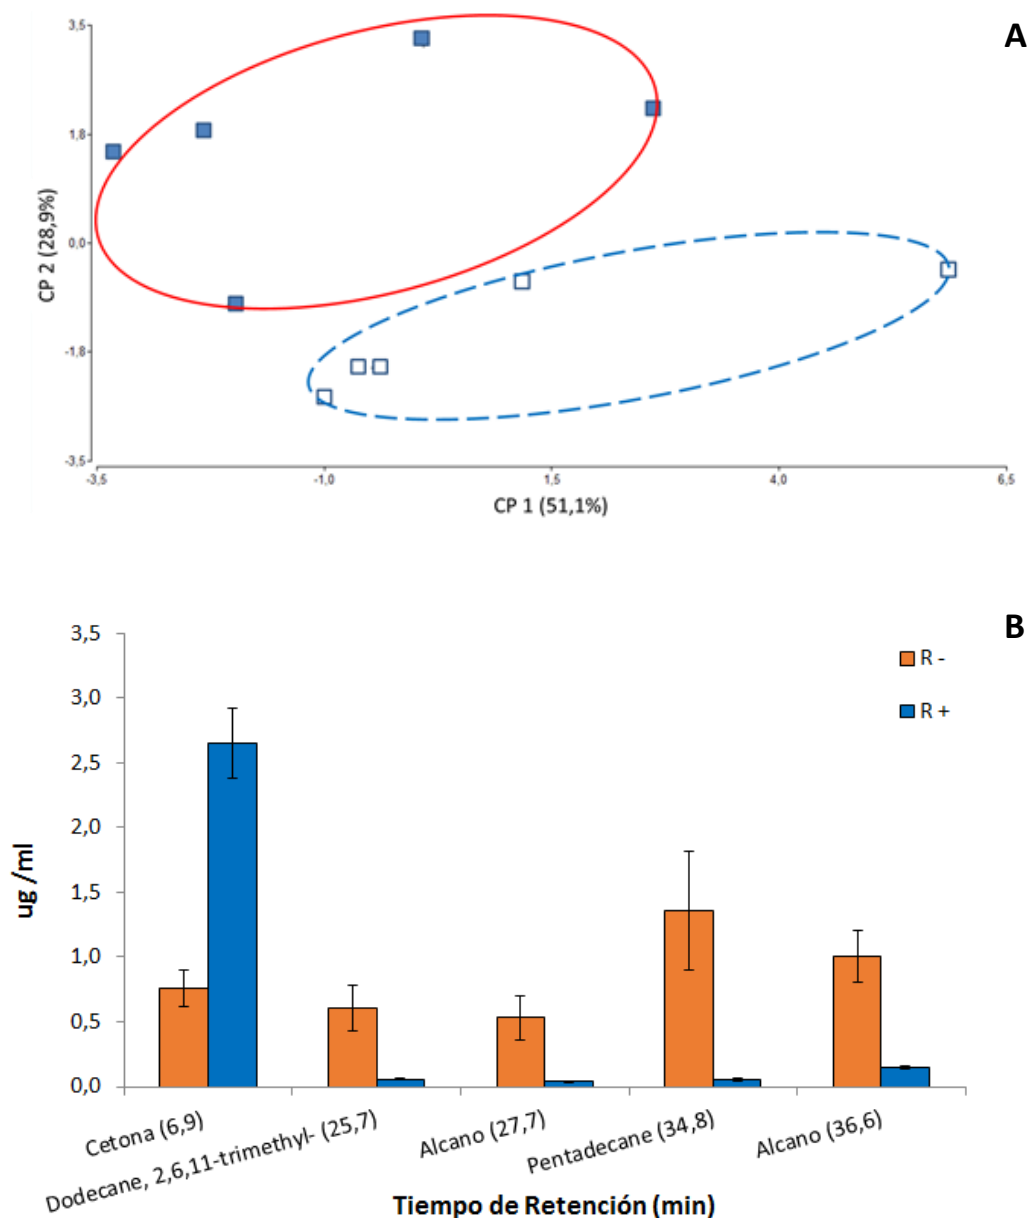 A
3,5
1,8
0,0
-1,8
-3,5
CP 2 (28,9%)
-3,5
-1,0
1,5
4,0
6,5
CP 1 (51,1%)
B
3,5
3,0
2,5
2,0
1,5
1,0
0,5
0,0
ug /ml
R -
R +
Cetona (6,9)
Dodecane, 2,6,11-trimethyl- (25,7)
Alcano (27,7)
Pentadecane (34,8)
Alcano (36,6)
Tiempo de Retención (min)